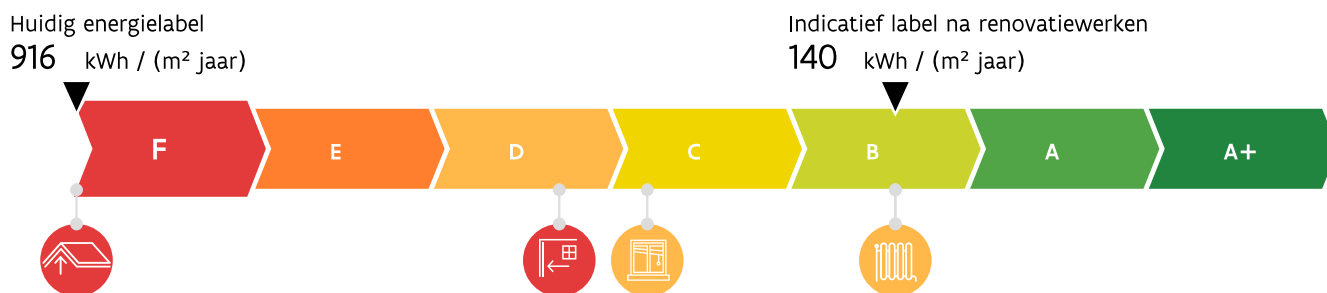 Huidig energielabel
916 kWh / (m² jaar)
Indicatief label na renovatiewerken
140 kWh / (m² jaar)
F E D C B A A+